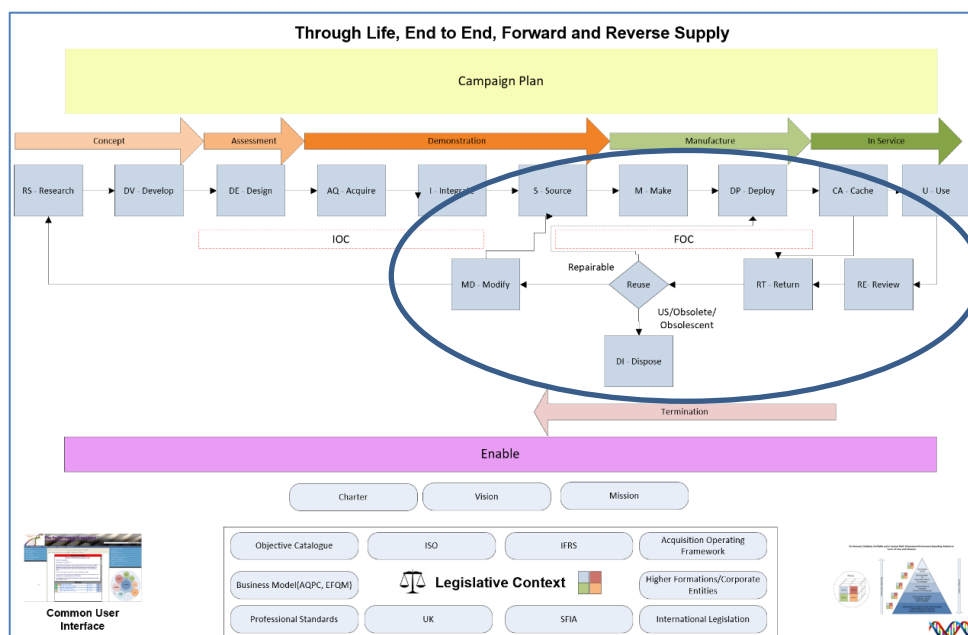 Through Life, End to End, Forward and Reverse Supply
Campaign Plan
Concept
Assessment
Demonstration
Manufacture
In Service
RS - Research
DV - Develop
DE - Design
AQ - Acquire
I - Integrate
S - Source
M - Make
DP - Deploy
CA - Cache
U - Use
IOC
FOC
MD - Modify
Repairable
Reuse
RT - Return
RE- Review
US/Obsolete/
Obsolescent
DI - Dispose
Termination
Enable
Charter
Vision
Mission
Objective Catalogue
ISO
IFRS
Acquisition Operating
Framework
Business Model(AQPC, EFQM)
Legislative Context
Higher Formations/Corporate
Entities
Professional Standards
UK
SFIA
International Legislation
Common User
Interface